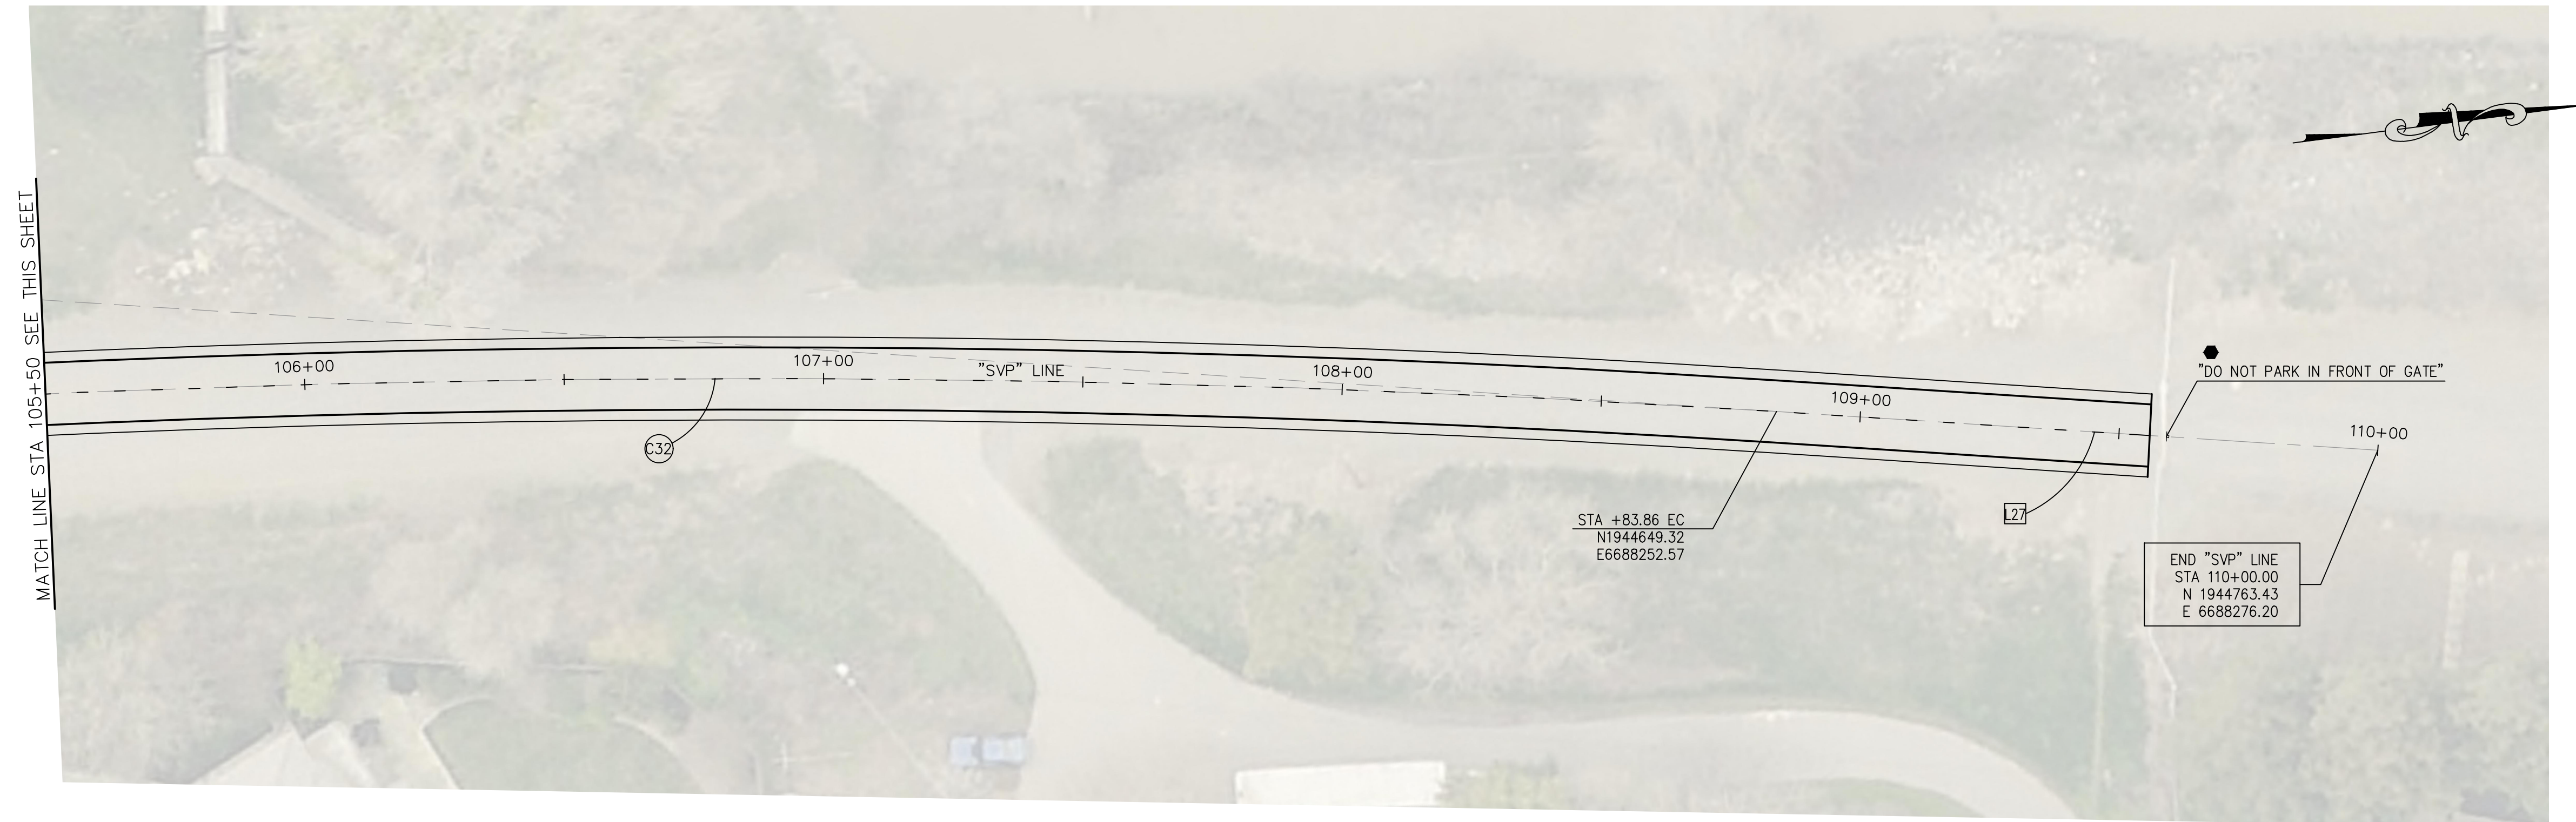 MATCH LINE STA 105+50 SEE THIS SHEET
106+00
107+00
"SVP" LINE
108+00
109+00
110+00
C32
STA +83.86 EC
N1944649.32
E6688252.57
L27
"DO NOT PARK IN FRONT OF GATE"
END "SVP" LINE
STA 110+00.00
N 1944763.43
E 6688276.20
N